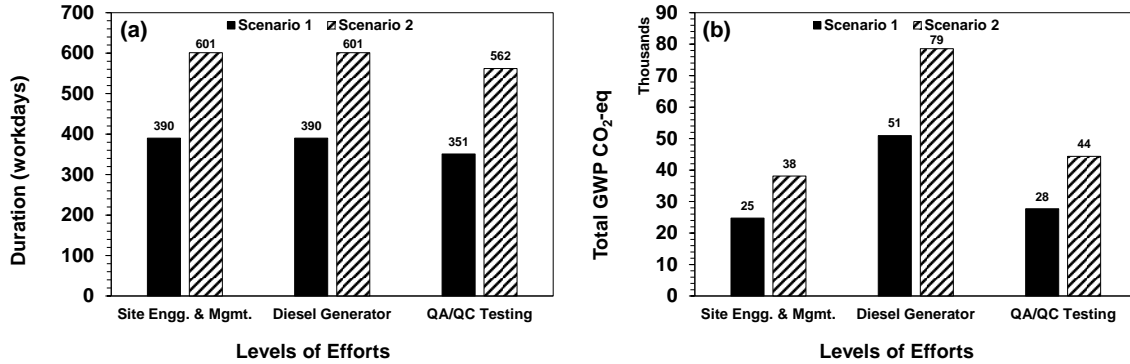 (a)
Scenario 1 Scenario 2
Duration (workdays)
700
600
500
400
300
200
100
0
390 601
390 601
351 562
Site Engg. & Mgmt. Diesel Generator QA/QC Testing
Levels of Efforts
(b)
Scenario 1 Scenario 2
Total GWP CO₂-eq
Thousands
90
80
70
60
50
40
30
20
10
0
25 38
51 79
28 44
Site Engg. & Mgmt. Diesel Generator QA/QC Testing
Levels of Efforts